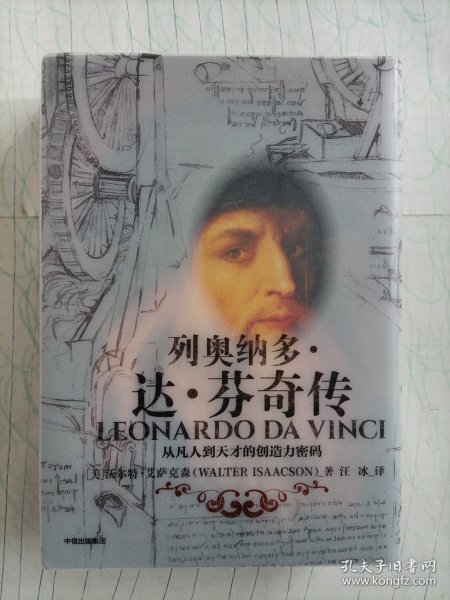 列奥纳多·
达·芬奇传
LEONARDO DA VINCI
从凡人到天才的创造力密码
[美]沃尔特·艾萨克森(WALTER ISAACSON)著 汪 冰 译
中信出版集团
孔夫子旧书网
www.kongfz.com